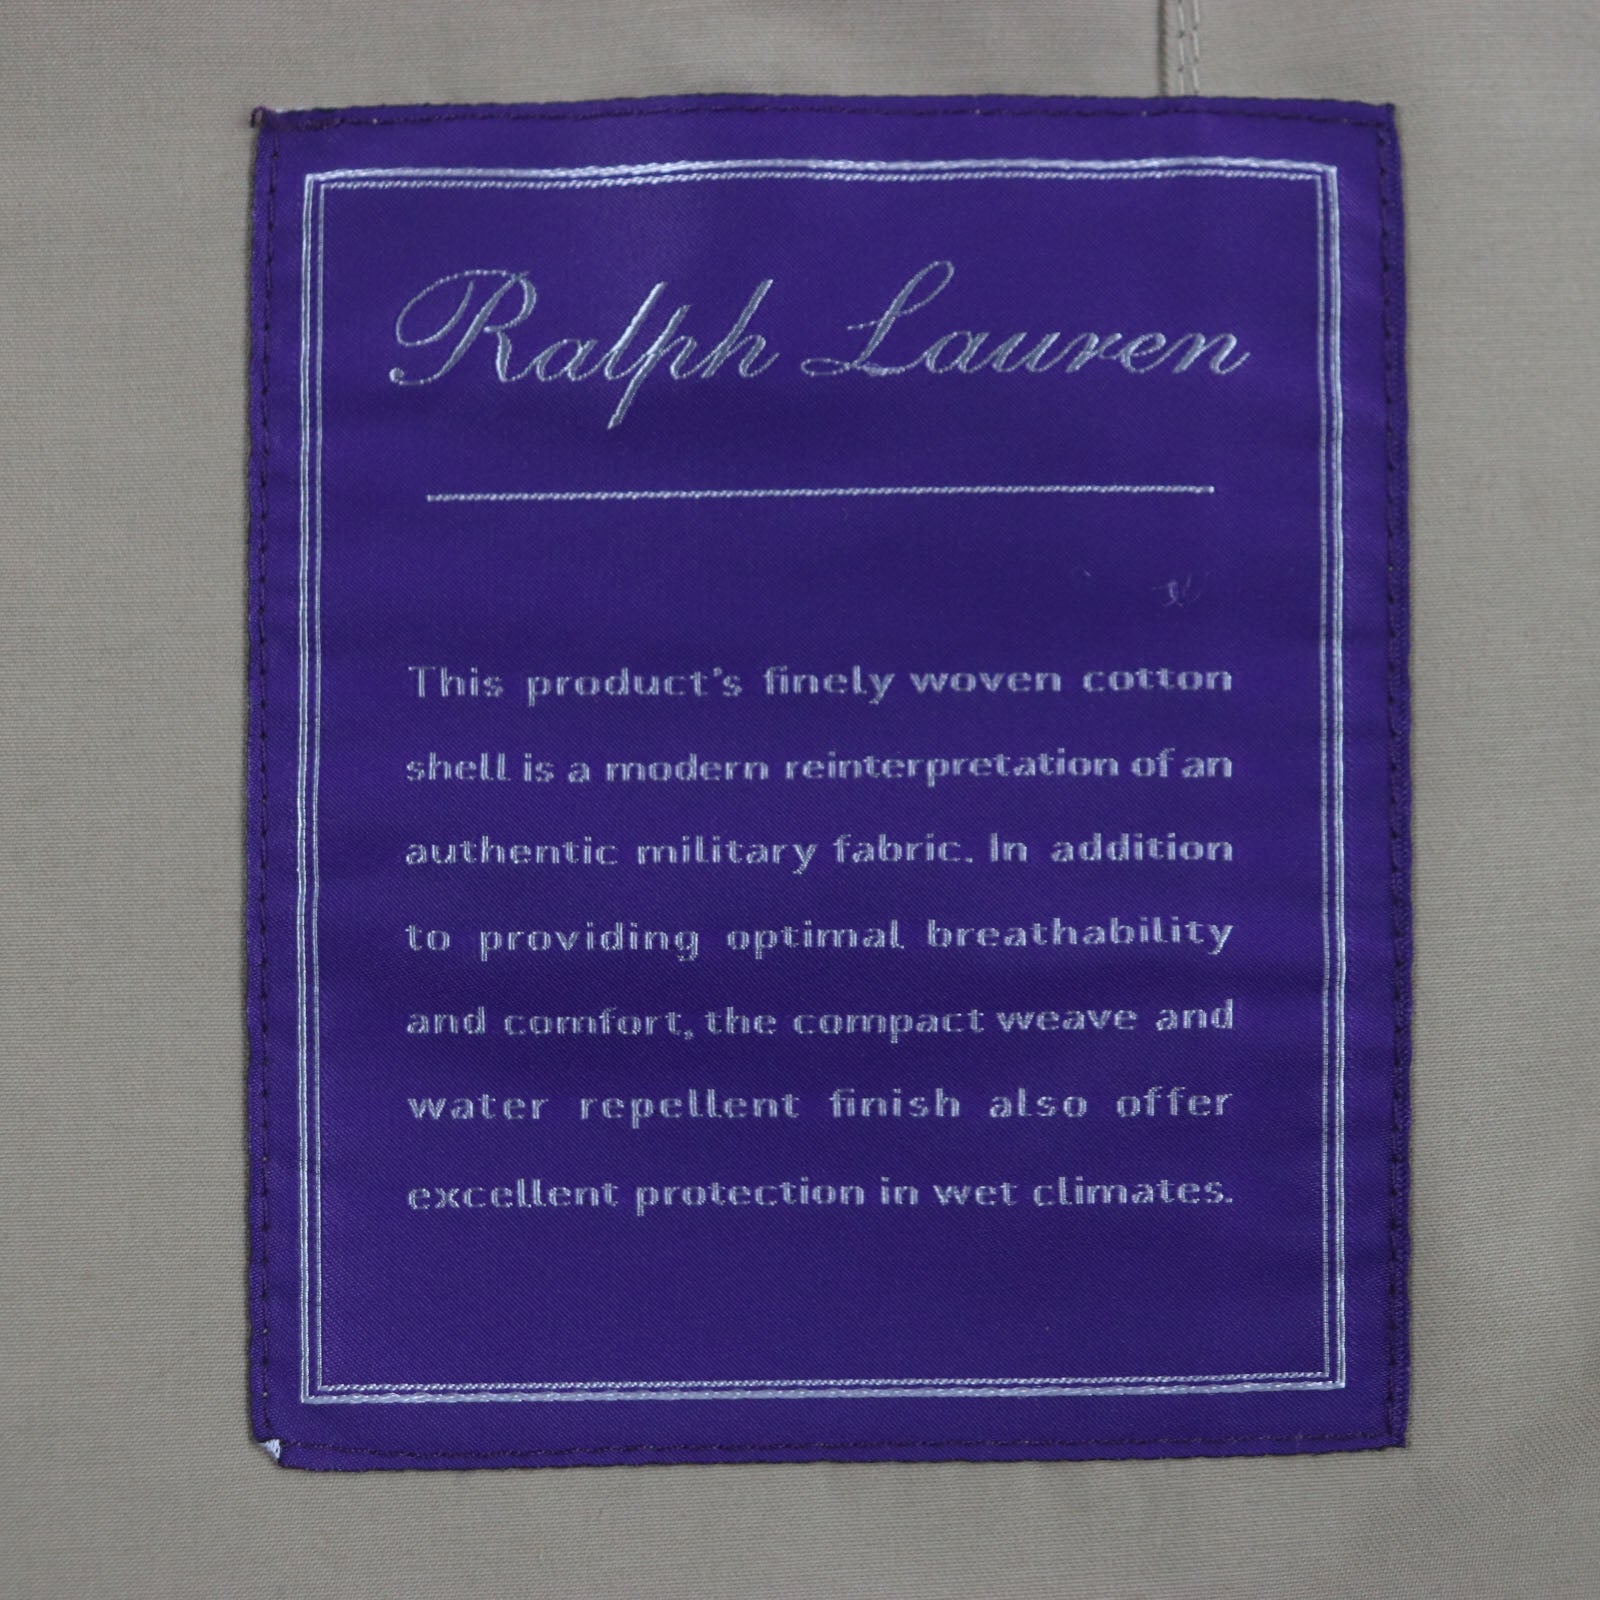 Ralph Lauren
This product's finely woven cotton
shell is a modern reinterpretation of an
authentic military fabric. In addition
to providing optimal breathability
and comfort, the compact weave and
water repellent finish also offer
excellent protection in wet climates.